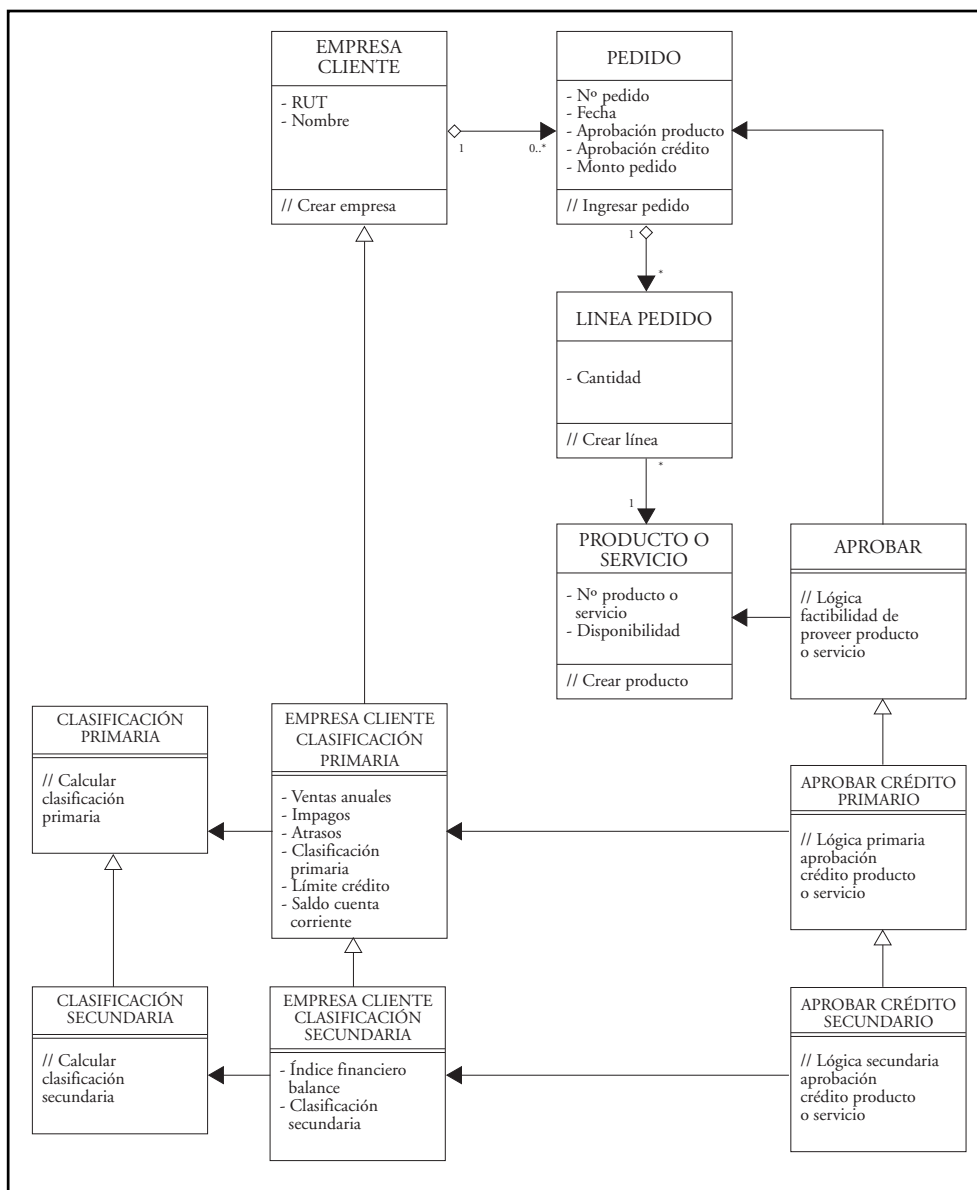 EMPRESA
CLIENTE
- RUT
- Nombre
// Crear empresa
1
0..*
PEDIDO
- Nº pedido
- Fecha
- Aprobación producto
- Aprobación crédito
- Monto pedido
// Ingresar pedido
1
*
LINEA PEDIDO
- Cantidad
// Crear línea
*
1
PRODUCTO O
SERVICIO
- Nº producto o
servicio
- Disponibilidad
// Crear producto
APROBAR
// Lógica
factibilidad de
proveer producto
o servicio
CLASIFICACIÓN
PRIMARIA
// Calcular
clasificación
primaria
EMPRESA CLIENTE
CLASIFICACIÓN
PRIMARIA
- Ventas anuales
- Impagos
- Atrasos
- Clasificación
primaria
- Límite crédito
- Saldo cuenta
corriente
APROBAR CRÉDITO
PRIMARIO
// Lógica primaria
aprobación
crédito producto
o servicio
CLASIFICACIÓN
SECUNDARIA
// Calcular
clasificación
secundaria
EMPRESA CLIENTE
CLASIFICACIÓN
SECUNDARIA
- Índice financiero
balance
- Clasificación
secundaria
APROBAR CRÉDITO
SECUNDARIO
// Lógica secundaria
aprobación
crédito producto
o servicio